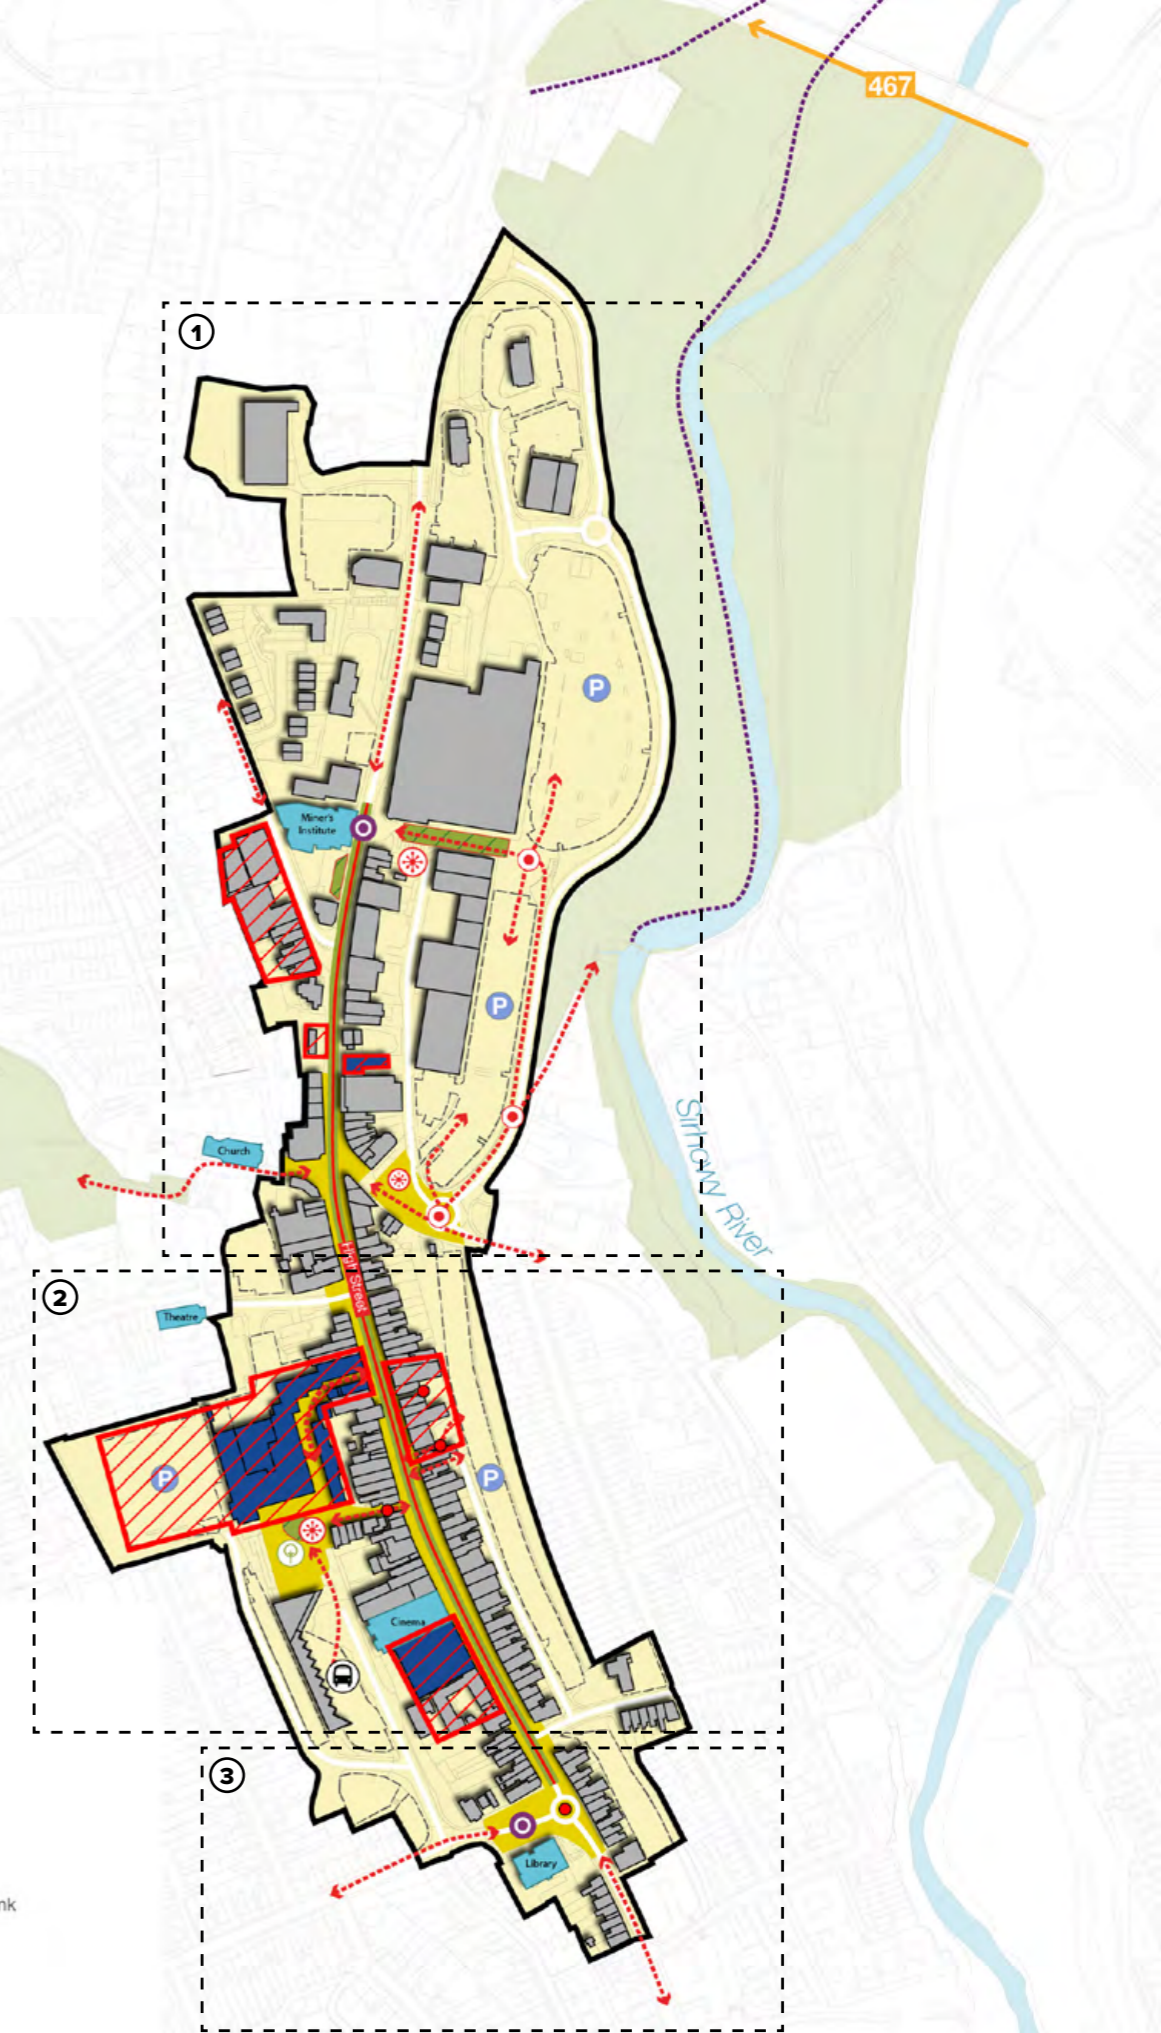 467
1
P
Miner's
Institute
P
Church
Sirhowy River
High Street
2
Theatre
P
P
Cinema
3
Library
nk